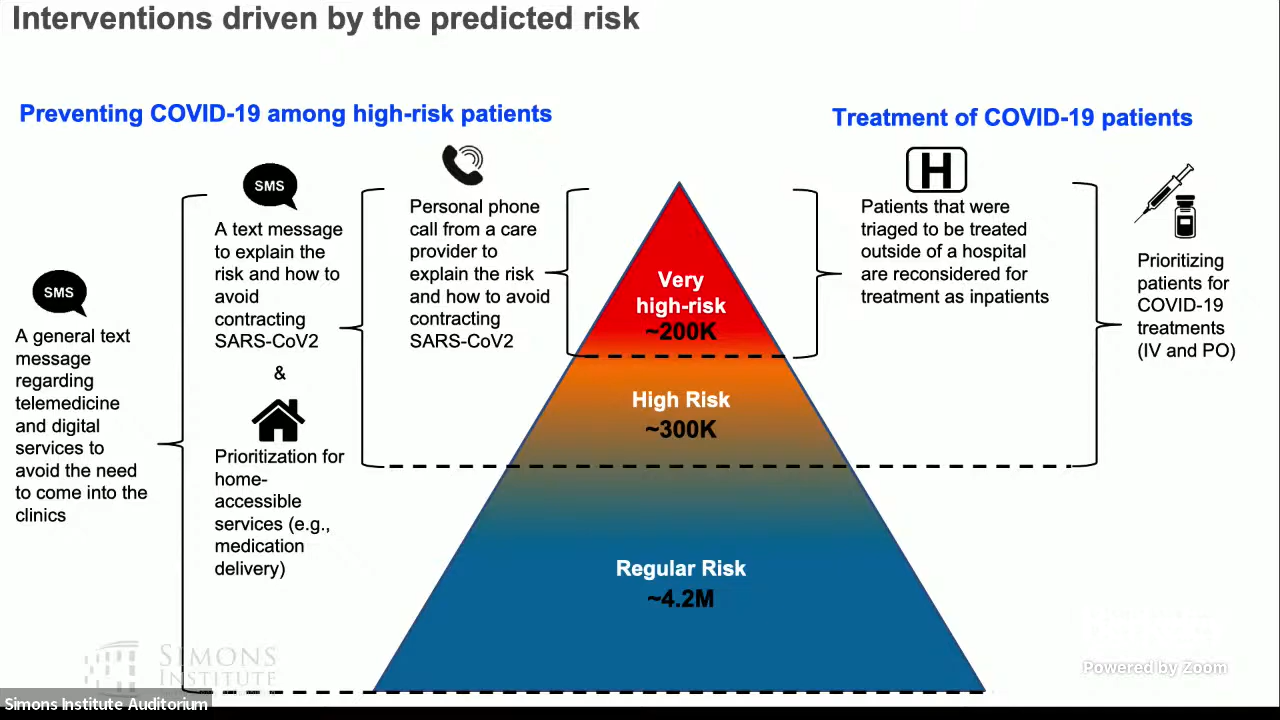 Interventions driven by the predicted risk
Preventing COVID-19 among high-risk patients
SMS
A general text
message
regarding
telemedicine
and digital
services to
avoid the need
to come into the
clinics
SMS
A text message
to explain the
risk and how to
avoid
contracting
SARS-CoV2
&
Prioritization for
home-
accessible
services (e.g.,
medication
delivery)
Personal phone
call from a care
provider to
explain the risk
and how to avoid
contracting
SARS-CoV2
Very
high-risk
~200K
High Risk
~300K
Regular Risk
~4.2M
Treatment of COVID-19 patients
H
Patients that were
triaged to be treated
outside of a hospital
are reconsidered for
treatment as inpatients
Prioritizing
patients for
COVID-19
treatments
(IV and PO)
SIMONS
INSTITUTE
Simons Institute Auditorium
Powered by Zoom